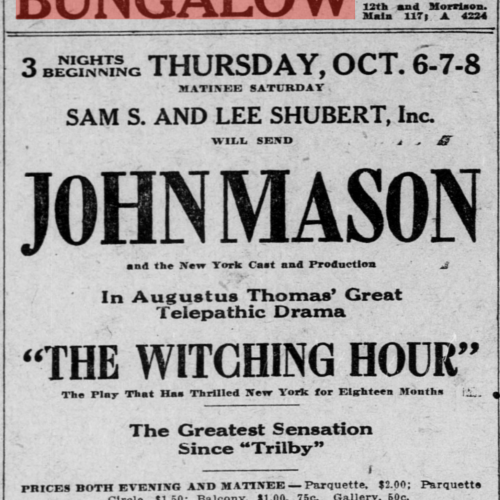 BUNGALOW
12th and Morrison.
Main 117; A 4224
3 NIGHTS BEGINNING THURSDAY, OCT. 6-7-8
MATINEE SATURDAY
SAM S. AND LEE SHUBERT, Inc.
WILL SEND
JOHN MASON
and the New York Cast and Production
In Augustus Thomas' Great
Telepathic Drama
"THE WITCHING HOUR"
The Play That Has Thrilled New York for Eighteen Months
The Greatest Sensation
Since "Trilby"
PRICES BOTH EVENING AND MATINEE—Parquette, $2.00; Parquette
Circle, $1.50; Balcony, $1.00, 75c. Gallery, 50c.